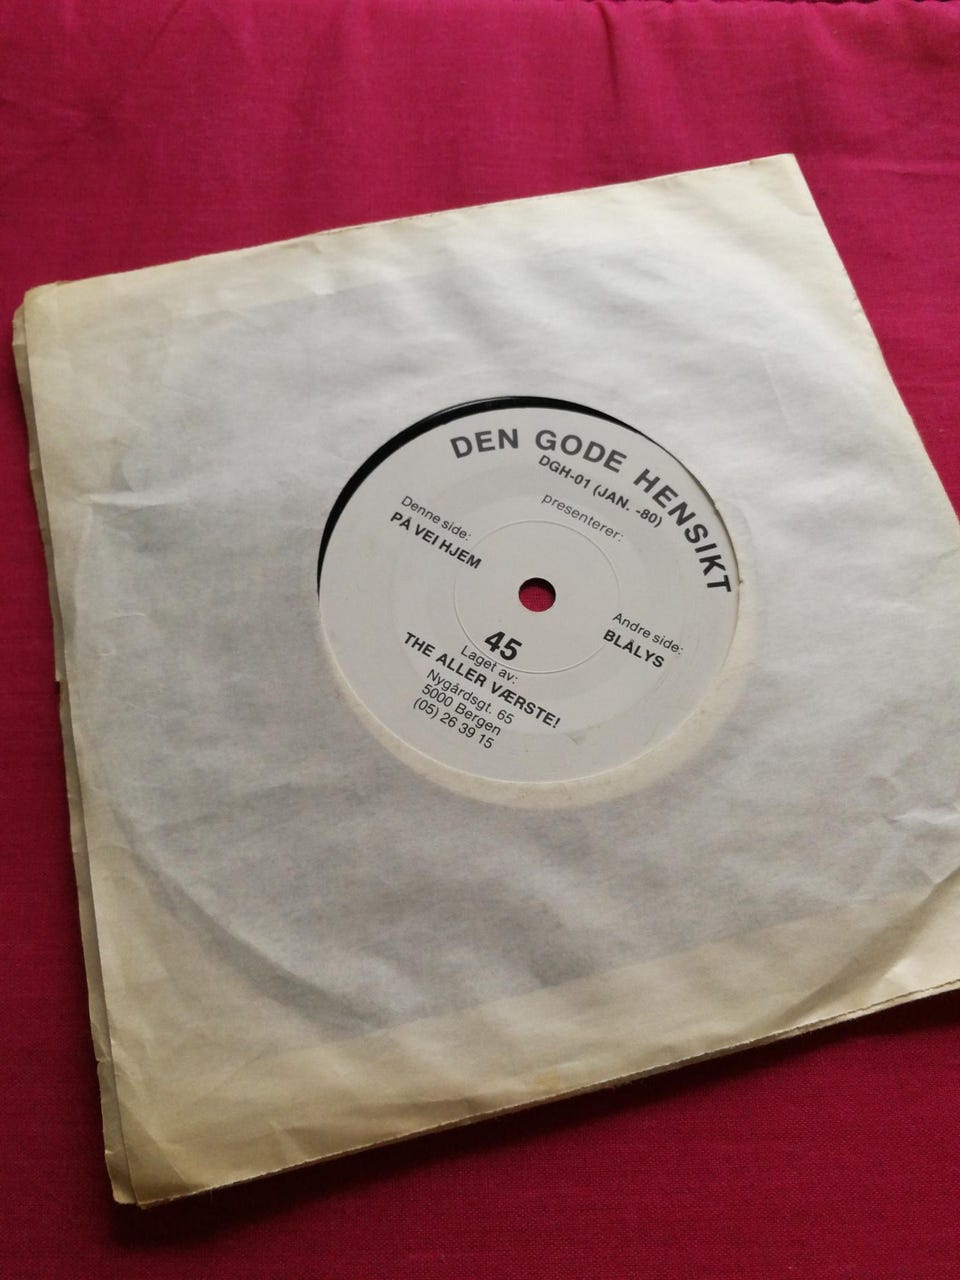 DEN GODE HENSIKT
DGH-01 (JAN. -80)
presenterer:
Denne side:
PÅ VEI HJEM
Andre side:
BLÅLYS
45
Laget av:
THE ALLER VÆRSTE!
Nygårdsgt. 65
5000 Bergen
(05) 26 39 15